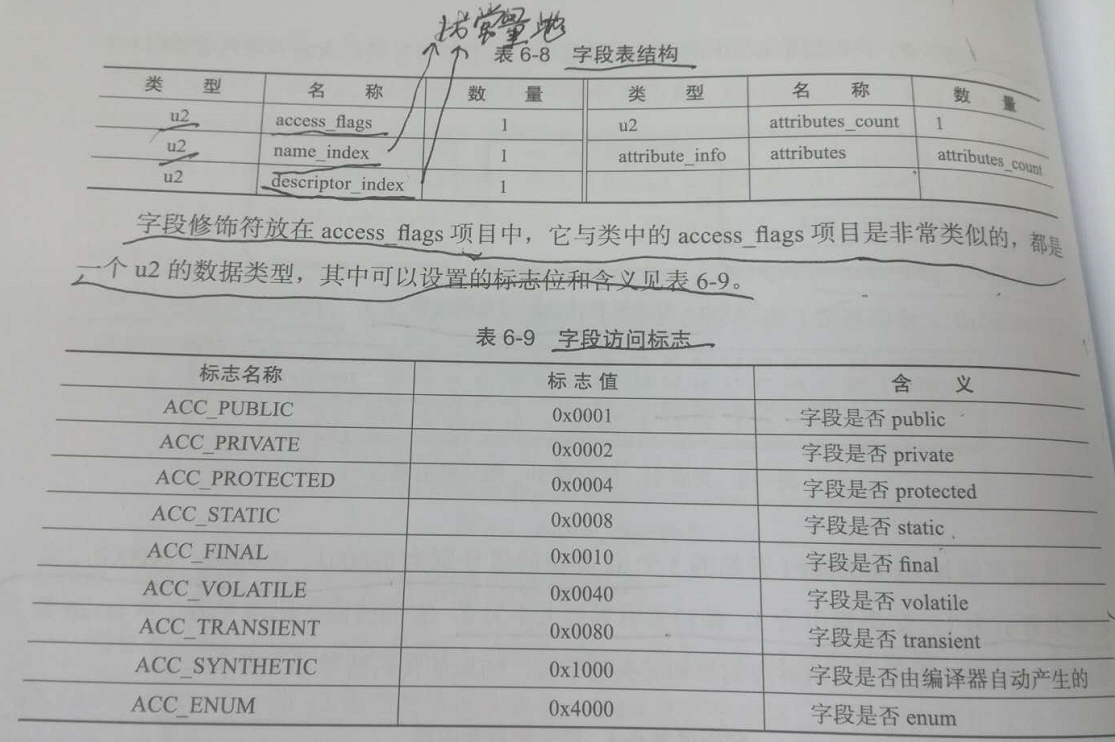 找常量池
表 6-8 字段表结构
类 型 名 称 数 量 类 型 名 称 数 量
u2 access_flags 1 u2 attributes_count 1
u2 name_index 1 attribute_info attributes attributes_count
u2 descriptor_index 1
字段修饰符放在 access_flags 项目中，它与类中的 access_flags 项目是非常类似的，都是
一个 u2 的数据类型，其中可以设置的标志位和含义见表 6-9。
表 6-9 字段访问标志
标志名称 标 志 值 含 义
ACC_PUBLIC 0x0001 字段是否 public
ACC_PRIVATE 0x0002 字段是否 private
ACC_PROTECTED 0x0004 字段是否 protected
ACC_STATIC 0x0008 字段是否 static
ACC_FINAL 0x0010 字段是否 final
ACC_VOLATILE 0x0040 字段是否 volatile
ACC_TRANSIENT 0x0080 字段是否 transient
ACC_SYNTHETIC 0x1000 字段是否由编译器自动产生的
ACC_ENUM 0x4000 字段是否 enum